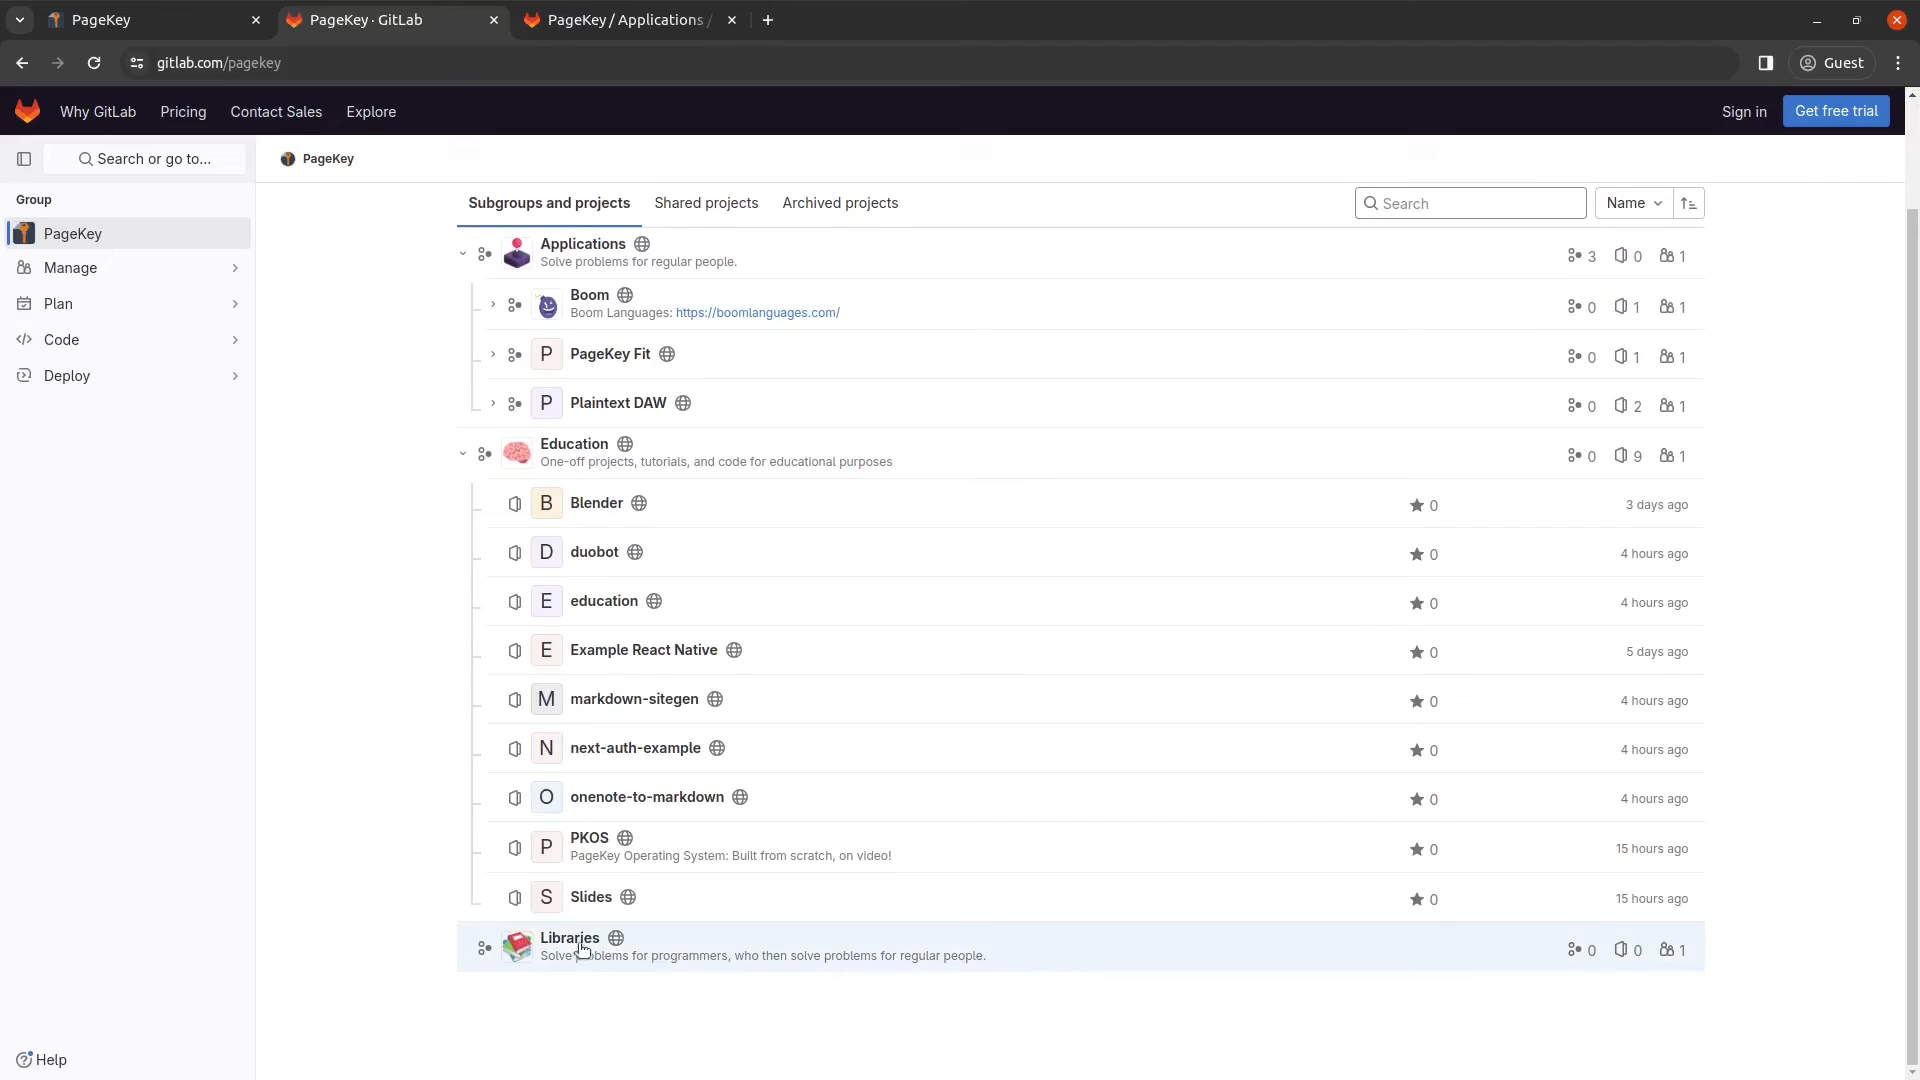 PageKey
PageKey · GitLab
PageKey / Applications /
gitlab.com/pagekey
Guest
Why GitLab
Pricing
Contact Sales
Explore
Sign in
Get free trial
Search or go to...
PageKey
Group
PageKey
Manage
Plan
Code
Deploy
Help
Subgroups and projects
Shared projects
Archived projects
Search
Name
Applications
Solve problems for regular people.
3 0 1
Boom
Boom Languages: https://boomlanguages.com/
0 1 1
P PageKey Fit
0 1 1
P Plaintext DAW
0 2 1
Education
One-off projects, tutorials, and code for educational purposes
0 9 1
B Blender 0 3 days ago
D duobot 0 4 hours ago
E education 0 4 hours ago
E Example React Native 0 5 days ago
M markdown-sitegen 0 4 hours ago
N next-auth-example 0 4 hours ago
O onenote-to-markdown 0 4 hours ago
P PKOS 0 15 hours ago
PageKey Operating System: Built from scratch, on video!
S Slides 0 15 hours ago
Libraries
Solve problems for programmers, who then solve problems for regular people.
0 0 1